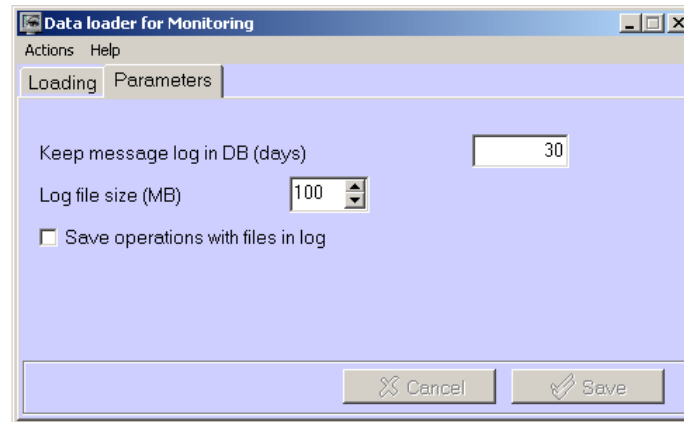 Data loader for Monitoring
Actions Help
Loading Parameters
Keep message log in DB (days) 30
Log file size (MB) 100
Save operations with files in log
Cancel Save